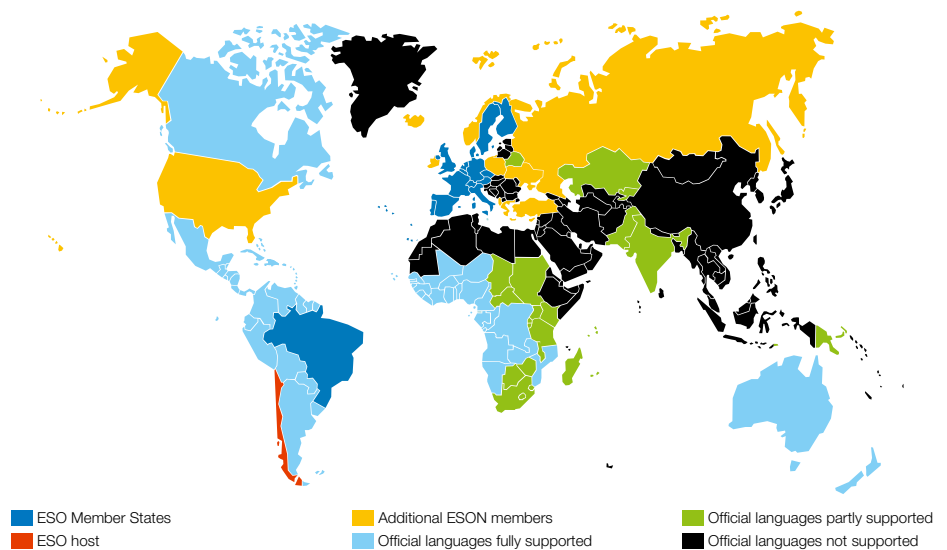 ESO Member States
ESO host
Additional ESON members
Official languages fully supported
Official languages partly supported
Official languages not supported